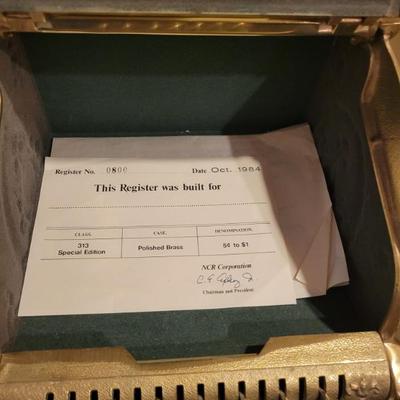 Register No. 0800 Date Oct. 1984
This Register was built for
CLASS. CASE. DENOMINATION.
313 Polished Brass 5¢ to $1
Special Edition
NCR Corporation
Chairman and President